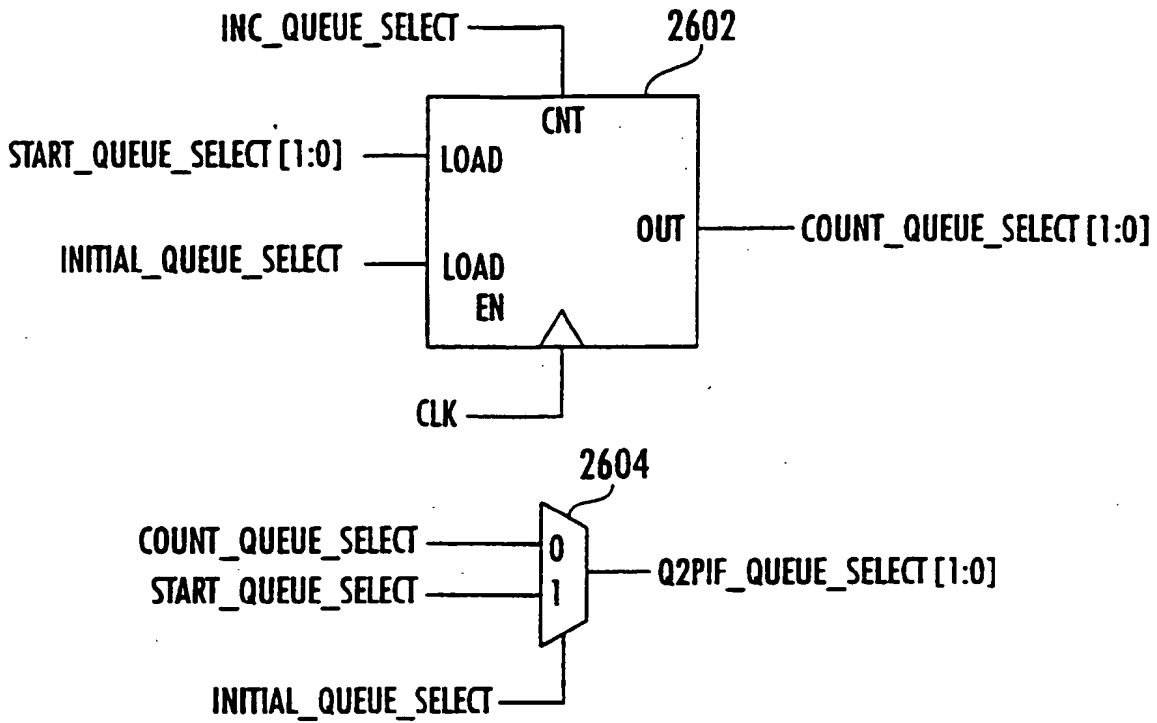 INC_QUEUE_SELECT
2602
CNT
START_QUEUE_SELECT [1:0]
LOAD
OUT
COUNT_QUEUE_SELECT [1:0]
INITIAL_QUEUE_SELECT
LOAD
EN
CLK
2604
COUNT_QUEUE_SELECT
0
START_QUEUE_SELECT
1
Q2PIF_QUEUE_SELECT [1:0]
INITIAL_QUEUE_SELECT